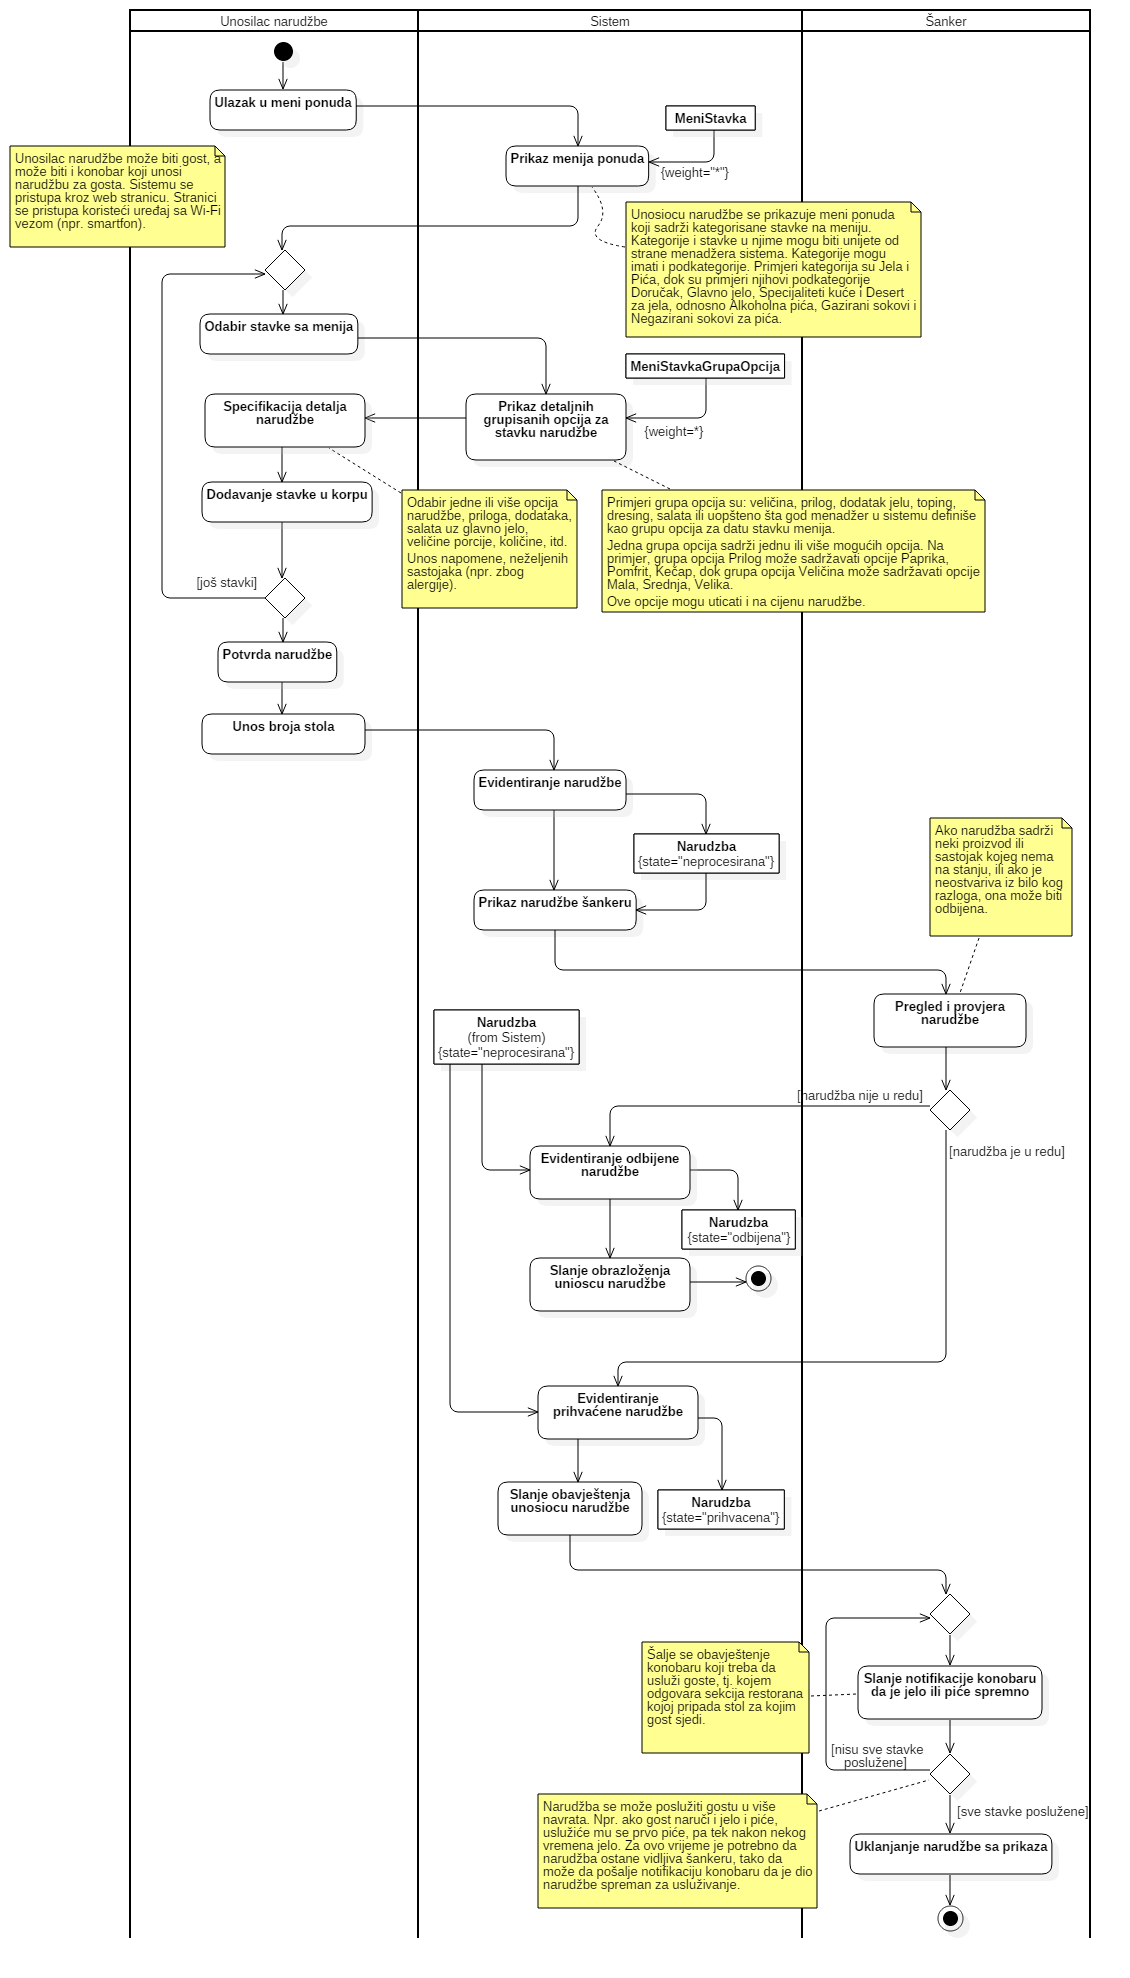 Unosilac narudžbe
Sistem
Šanker
Ulazak u meni ponuda
MeniStavka
Prikaz menija ponuda
{weight="*"}
Unosilac narudžbe može biti gost, a
može biti i konobar koji unosi
narudžbu za gosta. Sistemu se
pristupa kroz web stranicu. Stranici
se pristupa koristeći uređaj sa Wi-Fi
vezom (npr. smartfon).
Unosiocu narudžbe se prikazuje meni ponuda
koji sadrži kategorisane stavke na meniju.
Kategorije i stavke u njime mogu biti unijete od
strane menadžera sistema. Kategorije mogu
imati i podkategorije. Primjeri kategorija su Jela i
Pića, dok su primjeri njihovi podkategorije
Doručak, Glavno jelo, Specijaliteti kuće i Desert
za jela, odnosno Alkoholna pića, Gazirani sokovi i
Negazirani sokovi za pića.
Odabir stavke sa menija
MeniStavkaGrupaOpcija
Specifikacija detalja
narudžbe
Prikaz detaljnih
grupisanih opcija za
stavku narudžbe
{weight=*}
Dodavanje stavke u korpu
Odabir jedne ili više opcija
narudžbe, priloga, dodataka,
salata uz glavno jelo,
veličine porcije, količine, itd.
Unos napomene, neželjenih
sastojaka (npr. zbog
alergije).
Primjeri grupa opcija su: veličina, prilog, dodatak jelu, toping,
dresing, salata ili uopšteno šta god menadžer u sistemu definiše
kao grupu opcija za datu stavku menija.
Jedna grupa opcija sadrži jednu ili više mogućih opcija. Na
primjer, grupa opcija Prilog može sadržavati opcije Paprika,
Pomfrit, Kečap, dok grupa opcija Veličina može sadržavati opcije
Mala, Srednja, Velika.
Ove opcije mogu uticati i na cijenu narudžbe.
[još stavki]
Potvrda narudžbe
Unos broja stola
Evidentiranje narudžbe
Narudzba
{state="neprocesirana"}
Prikaz narudžbe šankeru
Ako narudžba sadrži
neki proizvod ili
sastojak kojeg nema
na stanju, ili ako je
neostvariva iz bilo kog
razloga, ona može biti
odbijena.
Pregled i provjera
narudžbe
Narudzba
(from Sistem)
{state="neprocesirana"}
[narudžba nije u redu]
[narudžba je u redu]
Evidentiranje odbijene
narudžbe
Narudzba
{state="odbijena"}
Slanje obrazloženja
unioscu narudžbe
Evidentiranje
prihvaćene narudžbe
Slanje obavještenja
unosiocu narudžbe
Narudzba
{state="prihvacena"}
Šalje se obavještenje
konobaru koji treba da
usluži goste, tj. kojem
odgovara sekcija restorana
kojoj pripada stol za kojim
gost sjedi.
Slanje notifikacije konobaru
da je jelo ili piće spremno
[nisu sve stavke
poslužene]
Narudžba se može poslužiti gostu u više
navrata. Npr. ako gost naruči i jelo i piće,
uslužiće mu se prvo piće, pa tek nakon nekog
vremena jelo. Za ovo vrijeme je potrebno da
narudžba ostane vidljiva šankeru, tako da
može da pošalje notifikaciju konobaru da je dio
narudžbe spreman za usluživanje.
[sve stavke poslužene]
Uklanjanje narudžbe sa prikaza